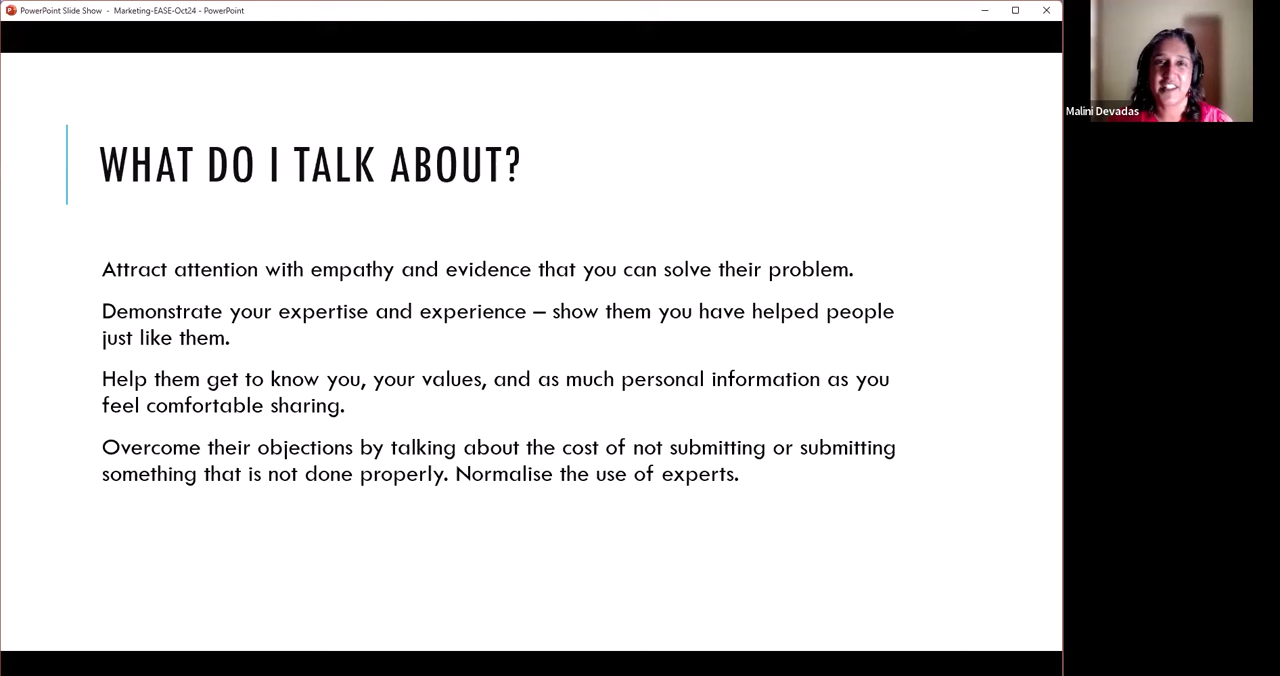 PowerPoint Slide Show - Marketing-EASE-Oct24 - PowerPoint
Malini Devadas
WHAT DO I TALK ABOUT?
Attract attention with empathy and evidence that you can solve their problem.
Demonstrate your expertise and experience – show them you have helped people
just like them.
Help them get to know you, your values, and as much personal information as you
feel comfortable sharing.
Overcome their objections by talking about the cost of not submitting or submitting
something that is not done properly. Normalise the use of experts.